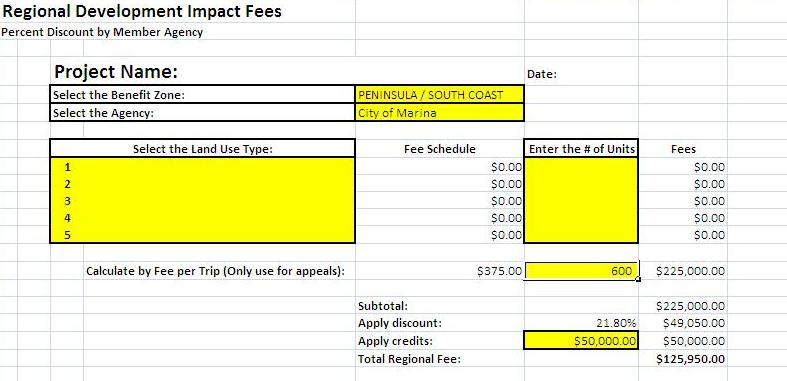 Regional Development Impact Fees
Percent Discount by Member Agency
Project Name: Date:
Select the Benefit Zone: PENINSULA / SOUTH COAST
Select the Agency: City of Marina
Select the Land Use Type: Fee Schedule Enter the # of Units Fees
1 $0.00 $0.00
2 $0.00 $0.00
3 $0.00 $0.00
4 $0.00 $0.00
5 $0.00 $0.00
Calculate by Fee per Trip (Only use for appeals): $375.00 600 $225,000.00
Subtotal: $225,000.00
Apply discount: 21.80% $49,050.00
Apply credits: $50,000.00 $50,000.00
Total Regional Fee: $125,950.00